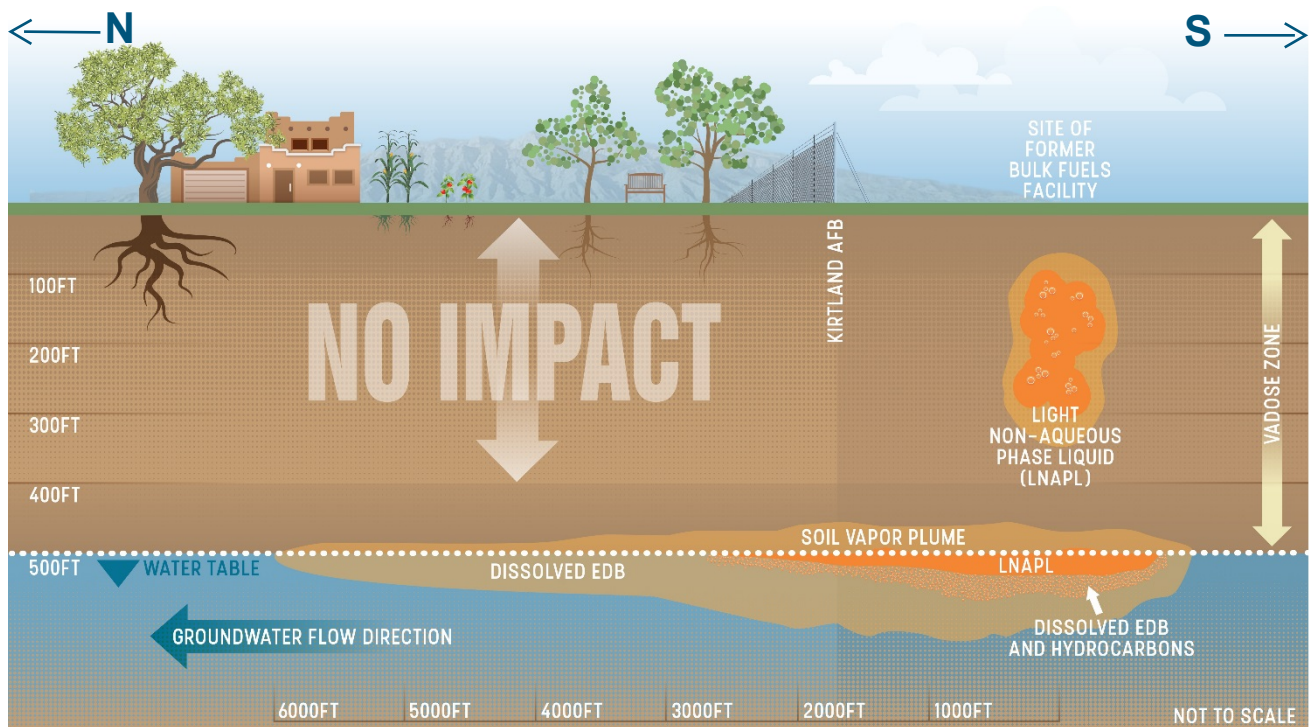 N
S
SITE OF
FORMER
BULK FUELS
FACILITY
KIRTLAND AFB
100FT
200FT
300FT
400FT
500FT
NO IMPACT
LIGHT
NON-AQUEOUS
PHASE LIQUID
(LNAPL)
VADOSE ZONE
SOIL VAPOR PLUME
WATER TABLE
DISSOLVED EDB
LNAPL
DISSOLVED EDB
AND HYDROCARBONS
GROUNDWATER FLOW DIRECTION
6000FT
5000FT
4000FT
3000FT
2000FT
1000FT
NOT TO SCALE